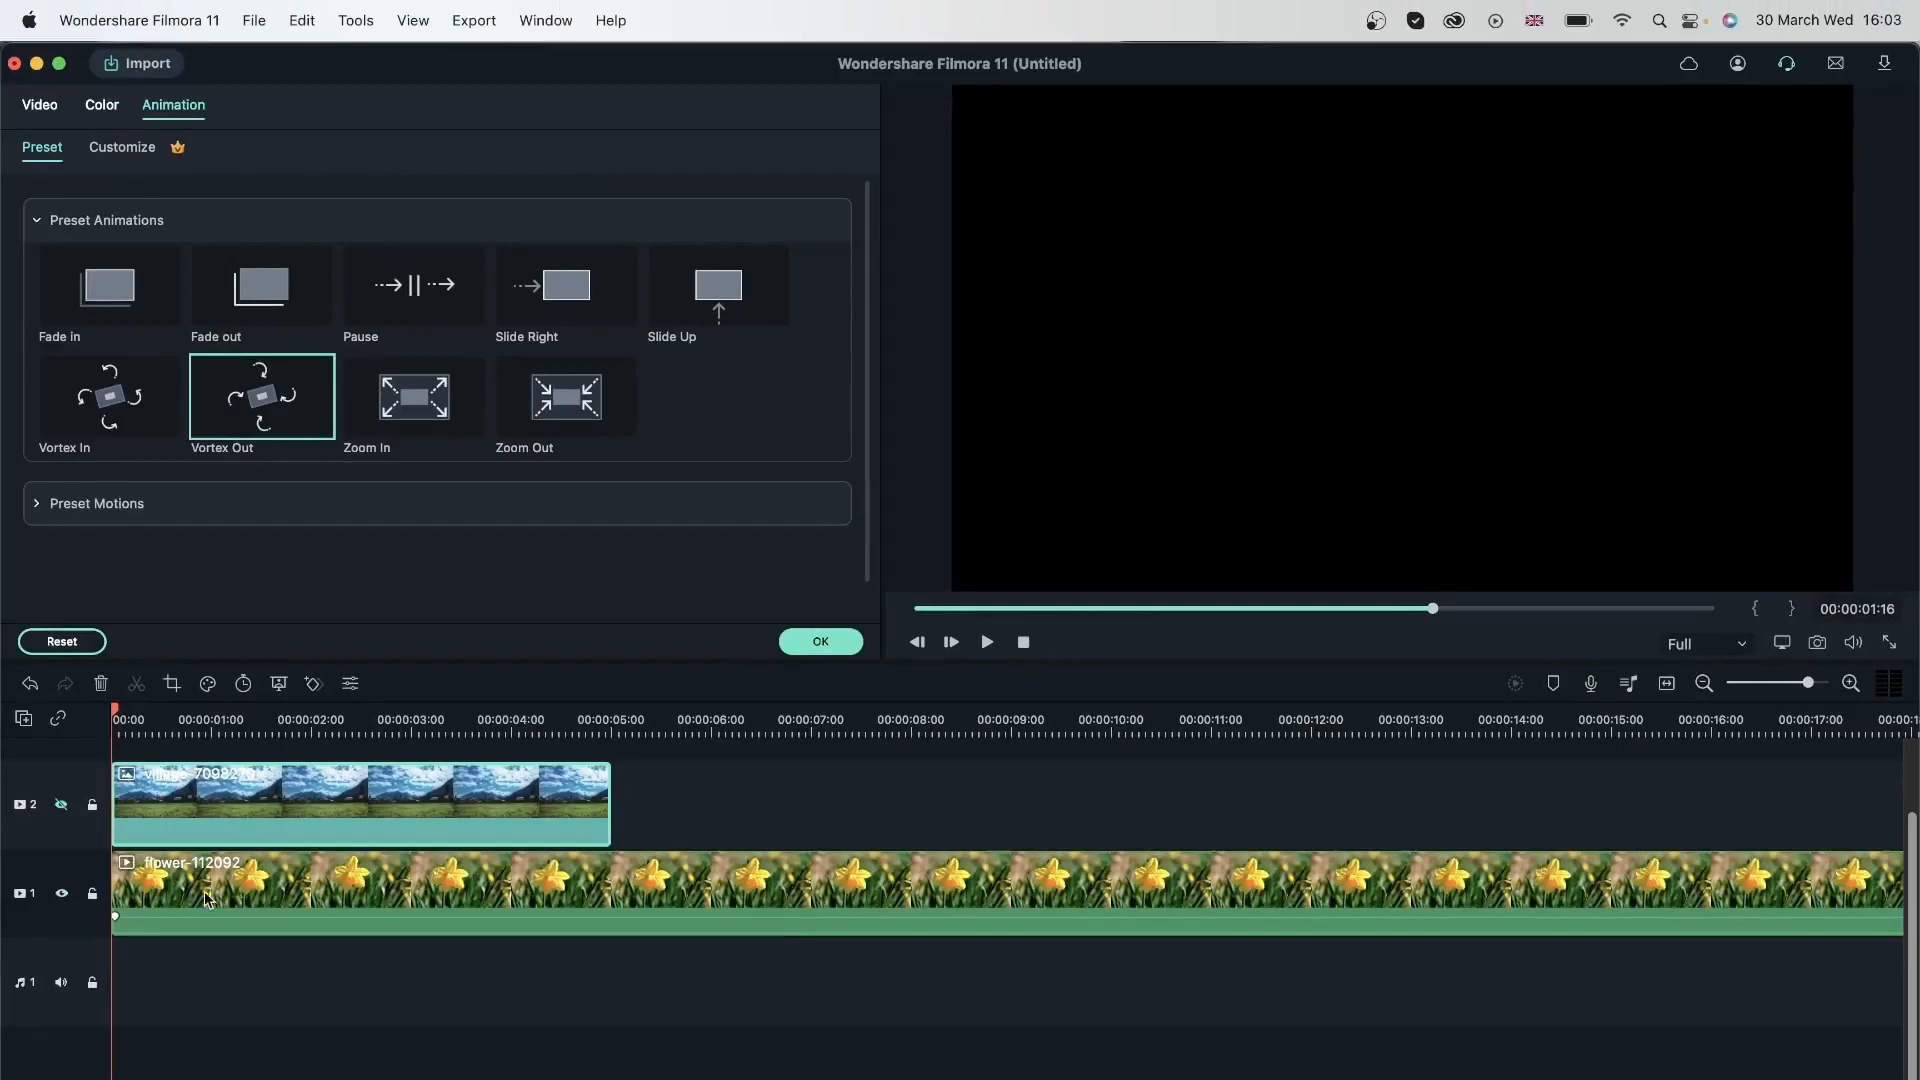 Wondershare Filmora 11 File Edit Tools View Export Window Help 30 March Wed 16:03
Import Wondershare Filmora 11 (Untitled)
Video Color Animation
Preset Customize
Preset Animations
Fade in Fade out Pause Slide Right Slide Up
Vortex In Vortex Out Zoom In Zoom Out
Preset Motions
{ } 00:00:01:16
Reset OK Full
00:00 00:00:01:00 00:00:02:00 00:00:03:00 00:00:04:00 00:00:05:00 00:00:06:00 00:00:07:00 00:00:08:00 00:00:09:00 00:00:10:00 00:00:11:00 00:00:12:00 00:00:13:00 00:00:14:00 00:00:15:00 00:00:16:00 00:00:17:00 00:00:1
2
flower-112092
1
1